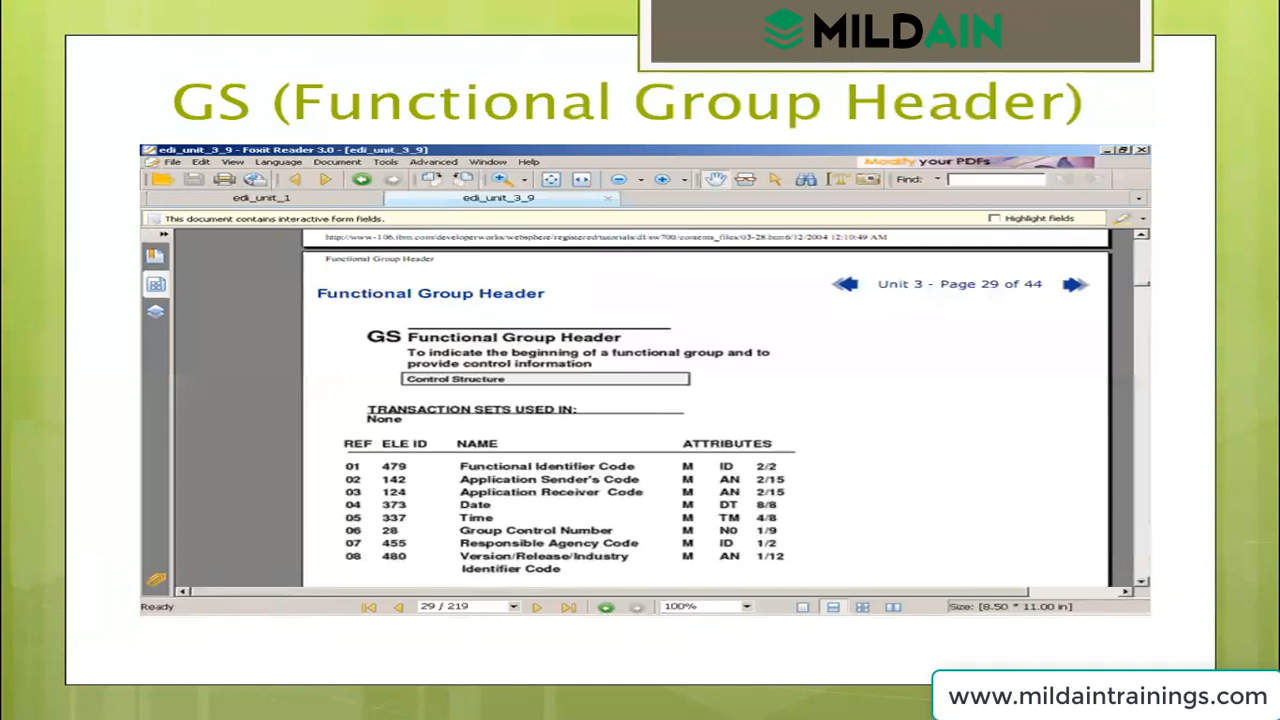 MILDAIN
GS (Functional Group Header)
edi_unit_3_9 - Foxit Reader 3.0 - [edi_unit_3_9]
File Edit View Language Document Tools Advanced Window Help
Modify your PDFs
Find:
edi_unit_1 edi_unit_3_9
This document contains interactive form fields.
Highlight fields
Functional Group Header
Functional Group Header
Unit 3 - Page 29 of 44
GS Functional Group Header
To indicate the beginning of a functional group and to
provide control information
Control Structure
TRANSACTION SETS USED IN:
None
REF ELE ID NAME ATTRIBUTES
01 479 Functional Identifier Code M ID 2/2
02 142 Application Sender's Code M AN 2/15
03 124 Application Receiver Code M AN 2/15
04 373 Date M DT 8/8
05 337 Time M TM 4/8
06 28 Group Control Number M N0 1/9
07 455 Responsible Agency Code M ID 1/2
08 480 Version/Release/Industry M AN 1/12
Identifier Code
Ready
29 / 219
100%
Size: [8.50 * 11.00 in]
www.mildaintrainings.com